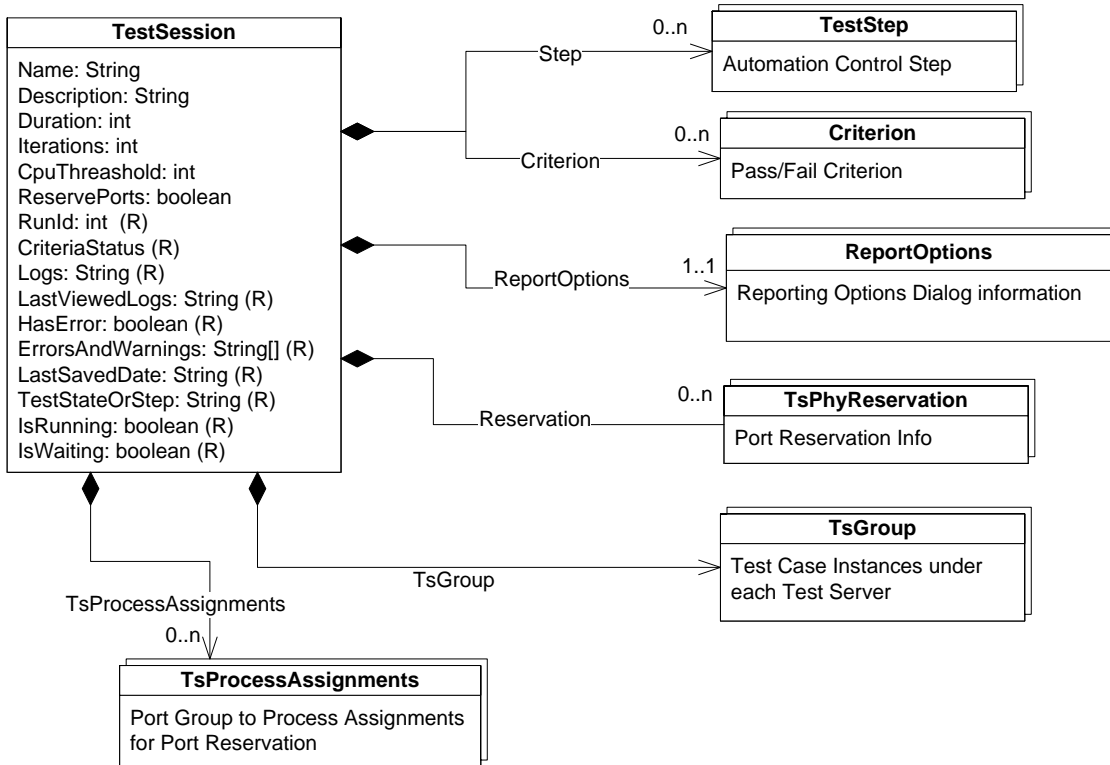 TestSession
Name: String
Description: String
Duration: int
Iterations: int
CpuThreashold: int
ReservePorts: boolean
RunId: int  (R)
CriteriaStatus (R)
Logs: String (R)
LastViewedLogs: String (R)
HasError: boolean (R)
ErrorsAndWarnings: String[] (R)
LastSavedDate: String (R)
TestStateOrStep: String (R)
IsRunning: boolean (R)
IsWaiting: boolean (R)
Step
0..n
TestStep
Automation Control Step
Criterion
0..n
Criterion
Pass/Fail Criterion
ReportOptions
1..1
ReportOptions
Reporting Options Dialog information
Reservation
0..n
TsPhyReservation
Port Reservation Info
TsGroup
TsGroup
Test Case Instances under
each Test Server
TsProcessAssignments
0..n
TsProcessAssignments
Port Group to Process Assignments
for Port Reservation